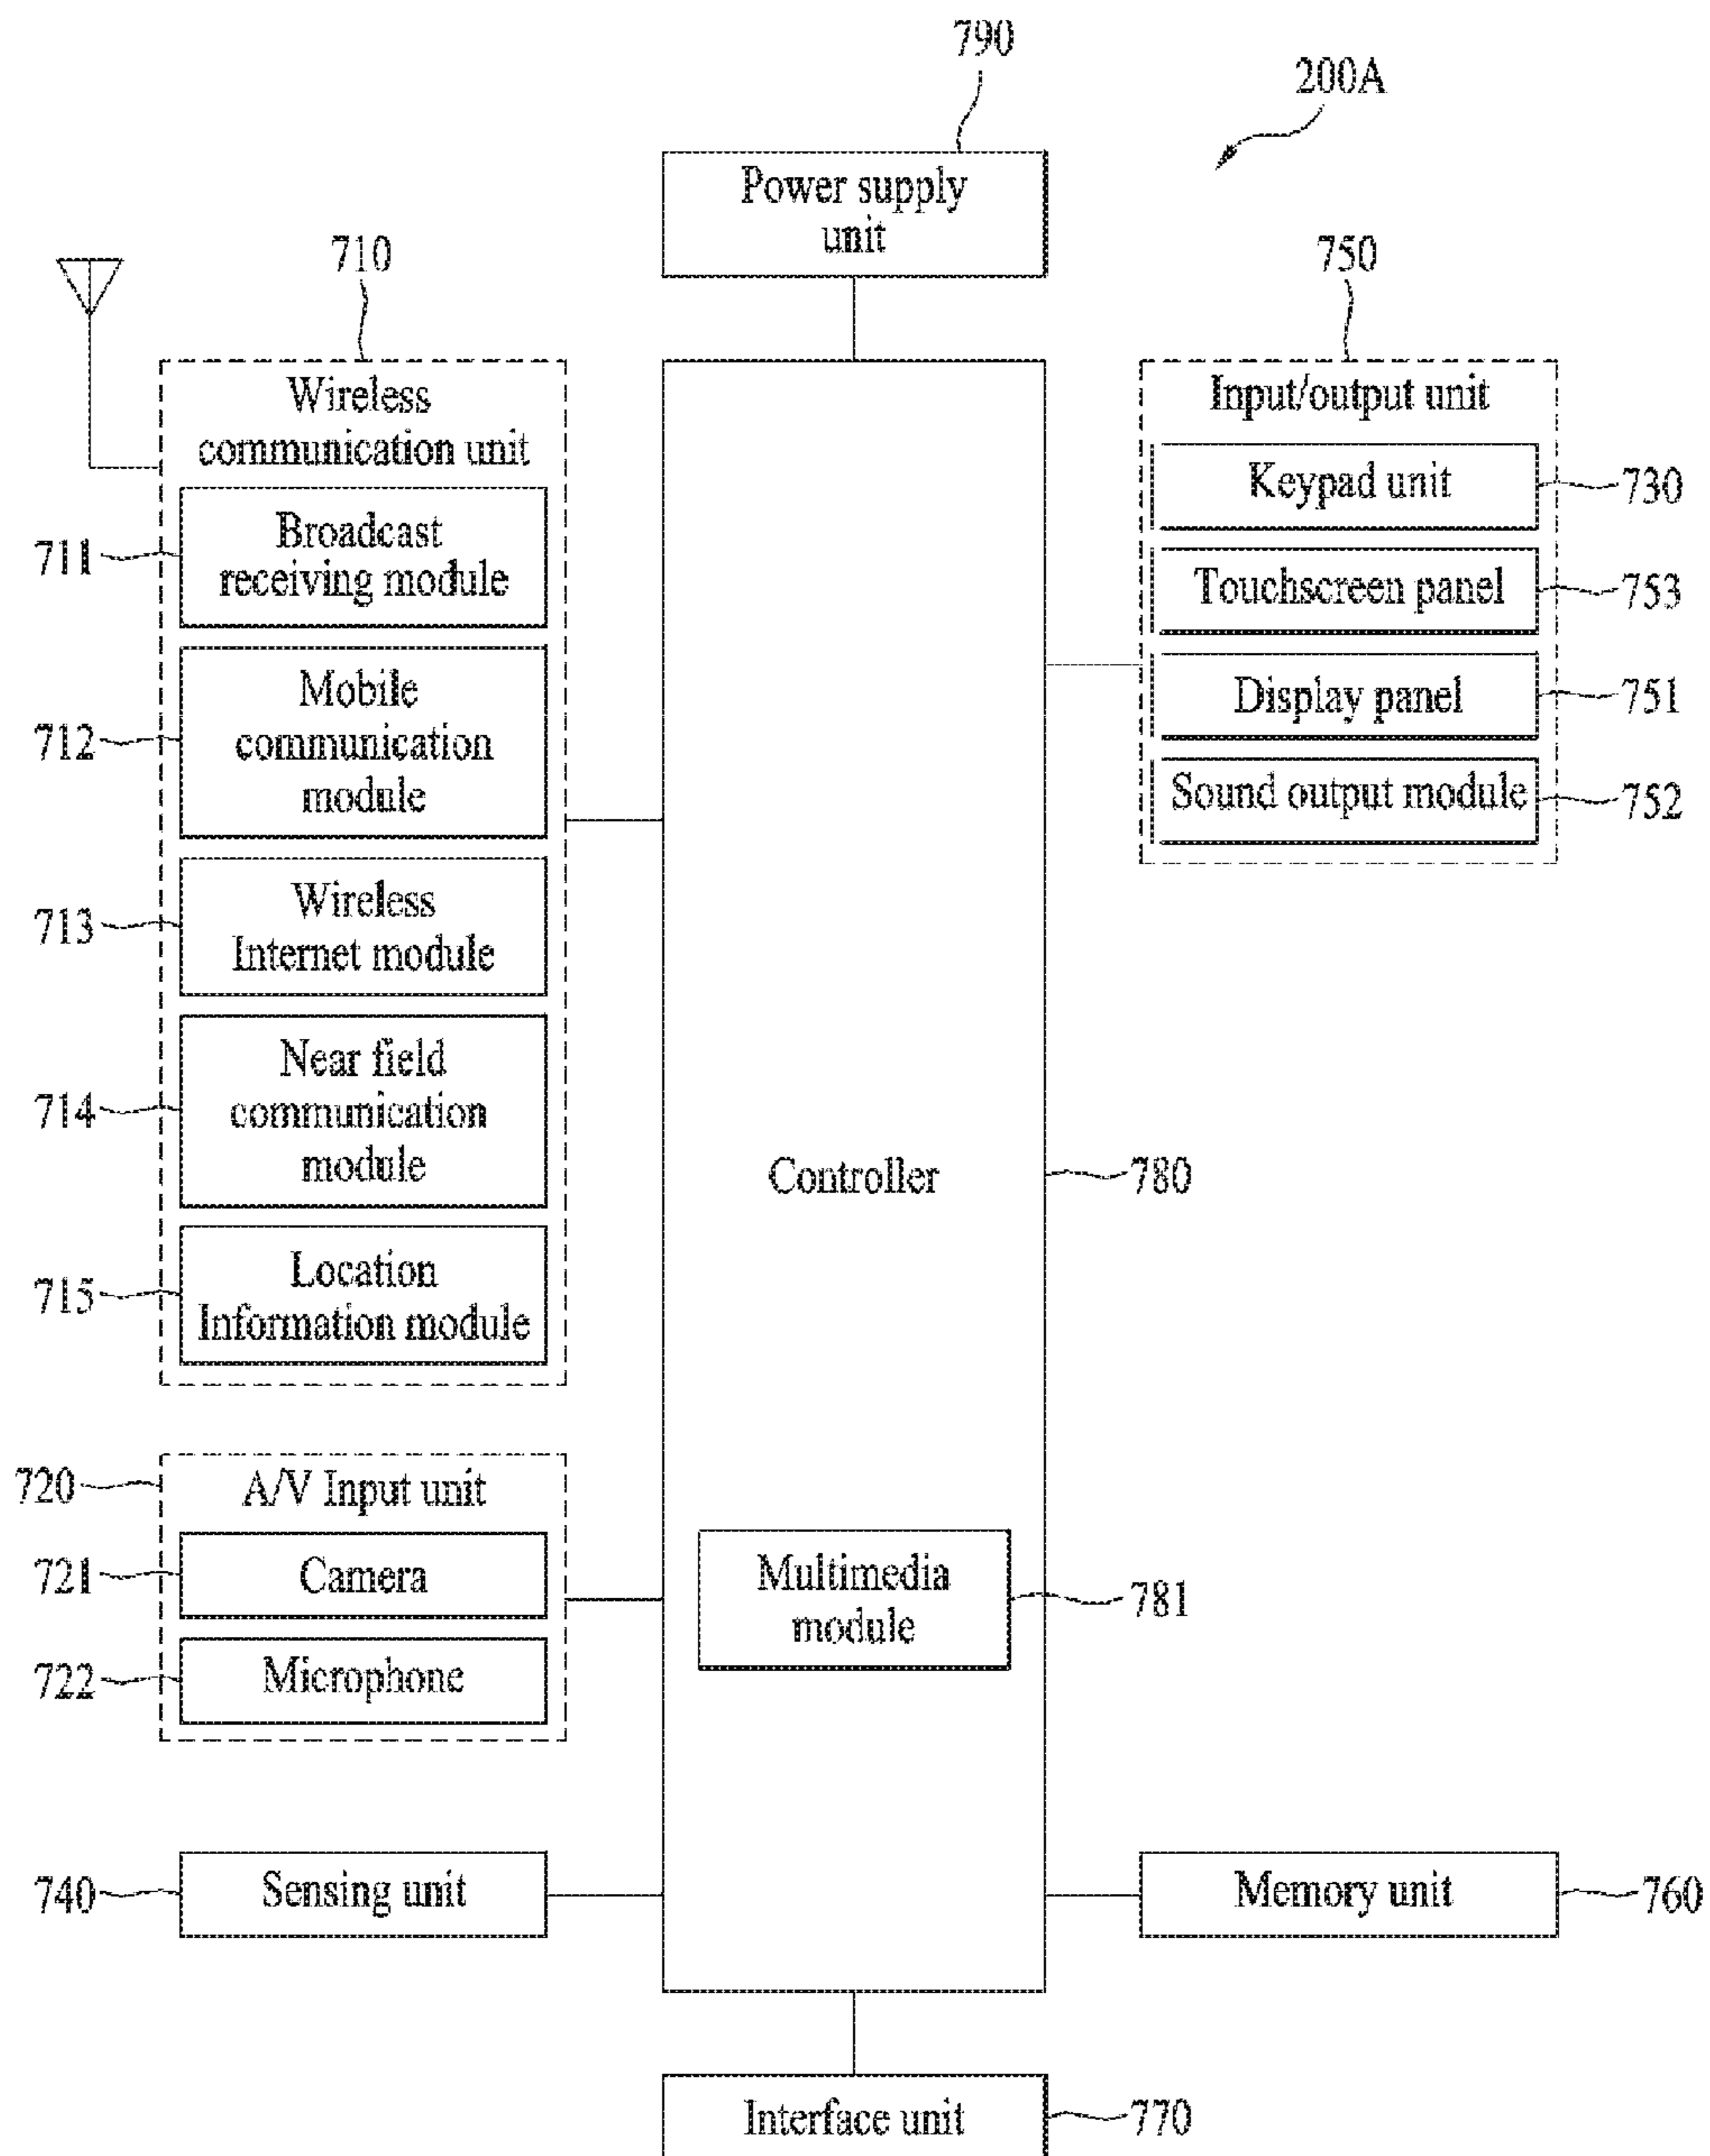 790
200A
Power supply
unit
710
750
Wireless
communication unit
Input/output unit
Keypad unit
730
711
Broadcast
receiving module
Touchscreen panel
753
712
Mobile
communication
module
Display panel
751
Sound output module
752
713
Wireless
Internet module
714
Near field
communication
module
Controller
780
715
Location
Information module
720
A/V Input unit
721
Camera
Multimedia
module
781
722
Microphone
740
Sensing unit
Memory unit
760
Interface unit
770